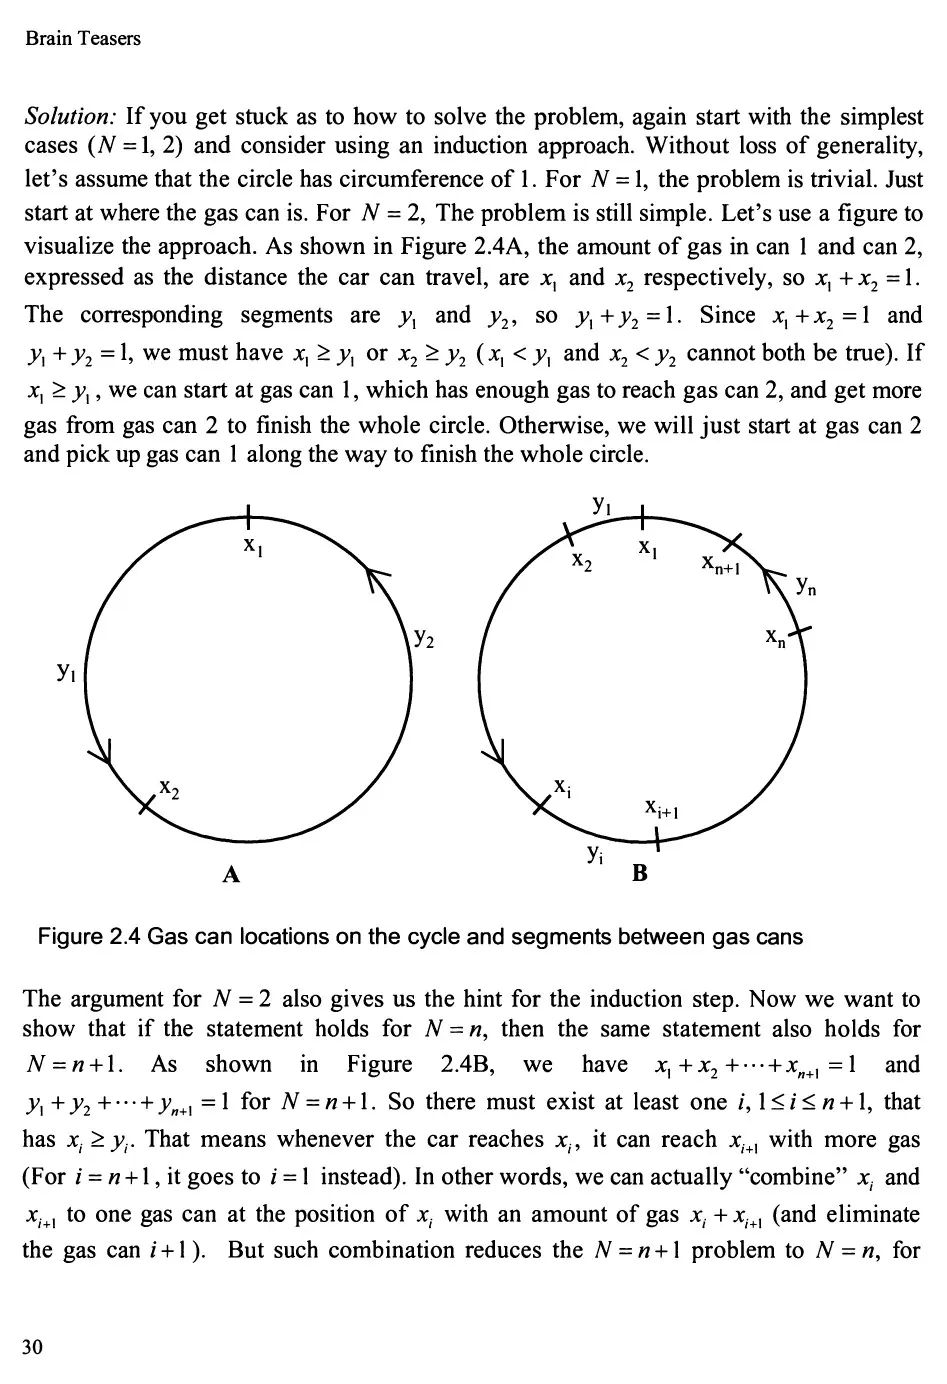 Brain Teasers
Solution: If you get stuck as to how to solve the problem, again start with the simplest
cases (N = 1, 2) and consider using an induction approach. Without loss of generality,
let's assume that the circle has circumference of 1. For N = 1, the problem is trivial. Just
start at where the gas can is. For N = 2, The problem is still simple. Let's use a figure to
visualize the approach. As shown in Figure 2.4A, the amount of gas in can 1 and can 2,
expressed as the distance the car can travel, are x₁ and x₂ respectively, so x₁ + x₂ = 1.
The corresponding segments are y₁ and y₂, so y₁ + y₂ = 1. Since x₁ + x₂ = 1 and
y₁ + y₂ = 1, we must have x₁ ≥ y₁ or x₂ ≥ y₂ (x₁ < y₁ and x₂ < y₂ cannot both be true). If
x₁ ≥ y₁, we can start at gas can 1, which has enough gas to reach gas can 2, and get more
gas from gas can 2 to finish the whole circle. Otherwise, we will just start at gas can 2
and pick up gas can 1 along the way to finish the whole circle.
x₁
y₂
y₁
x₂
A
y₁
x₂
x₁
xₙ₊₁
yₙ
xₙ
xᵢ
xᵢ₊₁
yᵢ
B
Figure 2.4 Gas can locations on the cycle and segments between gas cans
The argument for N = 2 also gives us the hint for the induction step. Now we want to
show that if the statement holds for N = n, then the same statement also holds for
N = n + 1. As shown in Figure 2.4B, we have x₁ + x₂ + ··· + xₙ₊₁ = 1 and
y₁ + y₂ + ··· + yₙ₊₁ = 1 for N = n + 1. So there must exist at least one i, 1 ≤ i ≤ n + 1, that
has xᵢ ≥ yᵢ. That means whenever the car reaches xᵢ, it can reach xᵢ₊₁ with more gas
(For i = n + 1, it goes to i = 1 instead). In other words, we can actually “combine” xᵢ and
xᵢ₊₁ to one gas can at the position of xᵢ with an amount of gas xᵢ + xᵢ₊₁ (and eliminate
the gas can i + 1). But such combination reduces the N = n + 1 problem to N = n, for
30